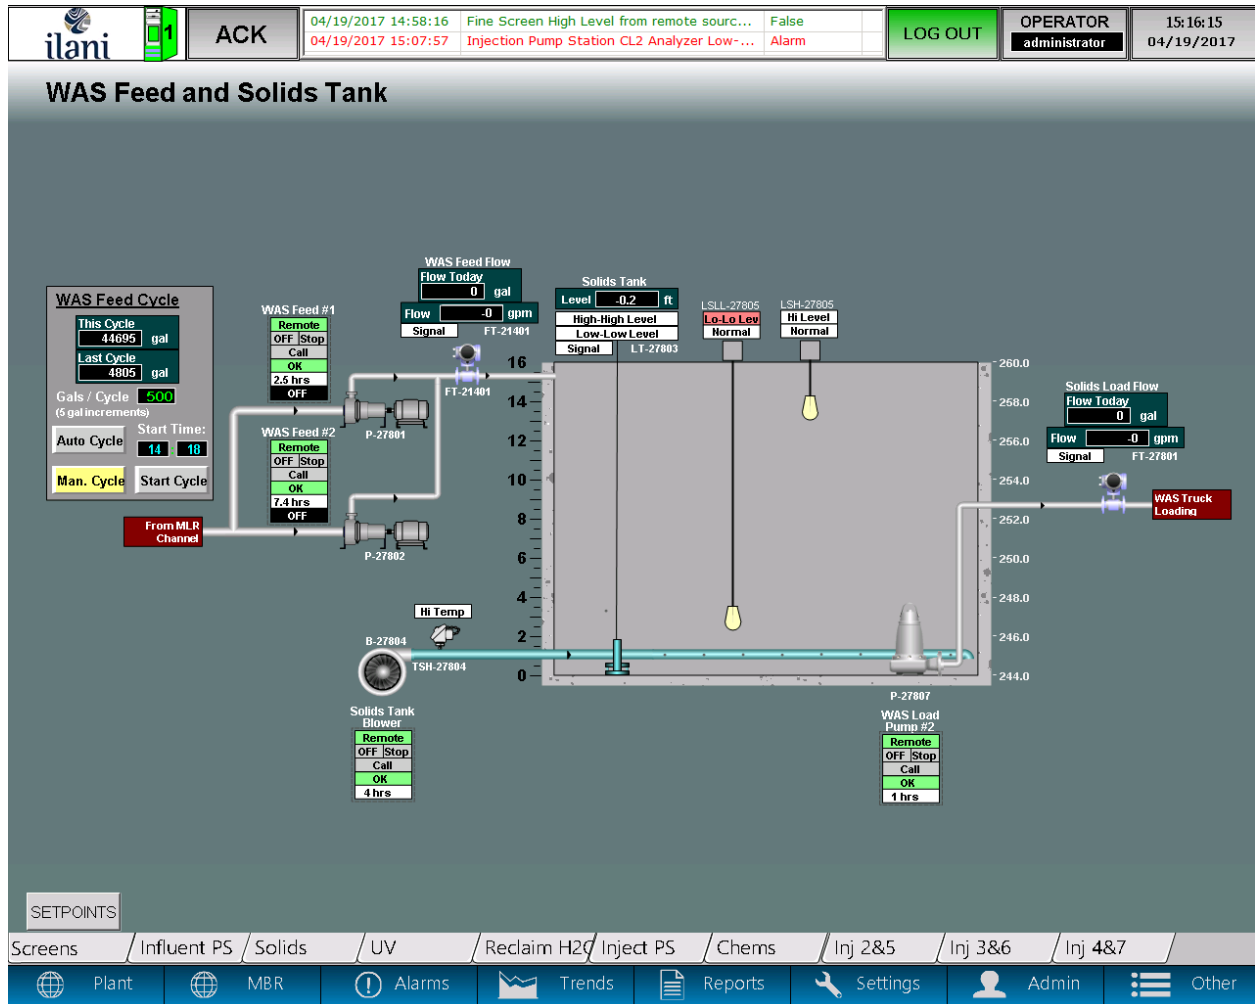 ilani
1
ACK
04/19/2017 14:58:16 Fine Screen High Level from remote sourc... False
04/19/2017 15:07:57 Injection Pump Station CL2 Analyzer Low-... Alarm
LOG OUT
OPERATOR
administrator
15:16:15
04/19/2017
WAS Feed and Solids Tank
WAS Feed Cycle
This Cycle
44695 gal
Last Cycle
4805 gal
Gals / Cycle 500
(5 gal increments)
Auto Cycle
Start Time:
14 18
Man. Cycle
Start Cycle
From MLR
Channel
WAS Feed #1
Remote
OFF Stop
Call
OK
2.5 hrs
OFF
P-27801
WAS Feed #2
Remote
OFF Stop
Call
OK
7.4 hrs
OFF
P-27802
WAS Feed Flow
Flow Today
0 gal
Flow -0 gpm
Signal FT-21401
FT-21401
Solids Tank
Level -0.2 ft
High-High Level
Low-Low Level
Signal LT-27803
LSLL-27805
Lo-Lo Lev
Normal
LSH-27805
Hi Level
Normal
16
14
12
10
8
6
4
2
0
260.0
258.0
256.0
254.0
252.0
250.0
248.0
246.0
244.0
Solids Load Flow
Flow Today
0 gal
Flow -0 gpm
Signal FT-27801
WAS Truck
Loading
Hi Temp
B-27804
TSH-27804
Solids Tank
Blower
Remote
OFF Stop
Call
OK
4 hrs
P-27807
WAS Load
Pump #2
Remote
OFF Stop
Call
OK
1 hrs
SETPOINTS
Screens Influent PS Solids UV Reclaim H2O Inject PS Chems Inj 2&5 Inj 3&6 Inj 4&7
Plant MBR Alarms Trends Reports Settings Admin Other